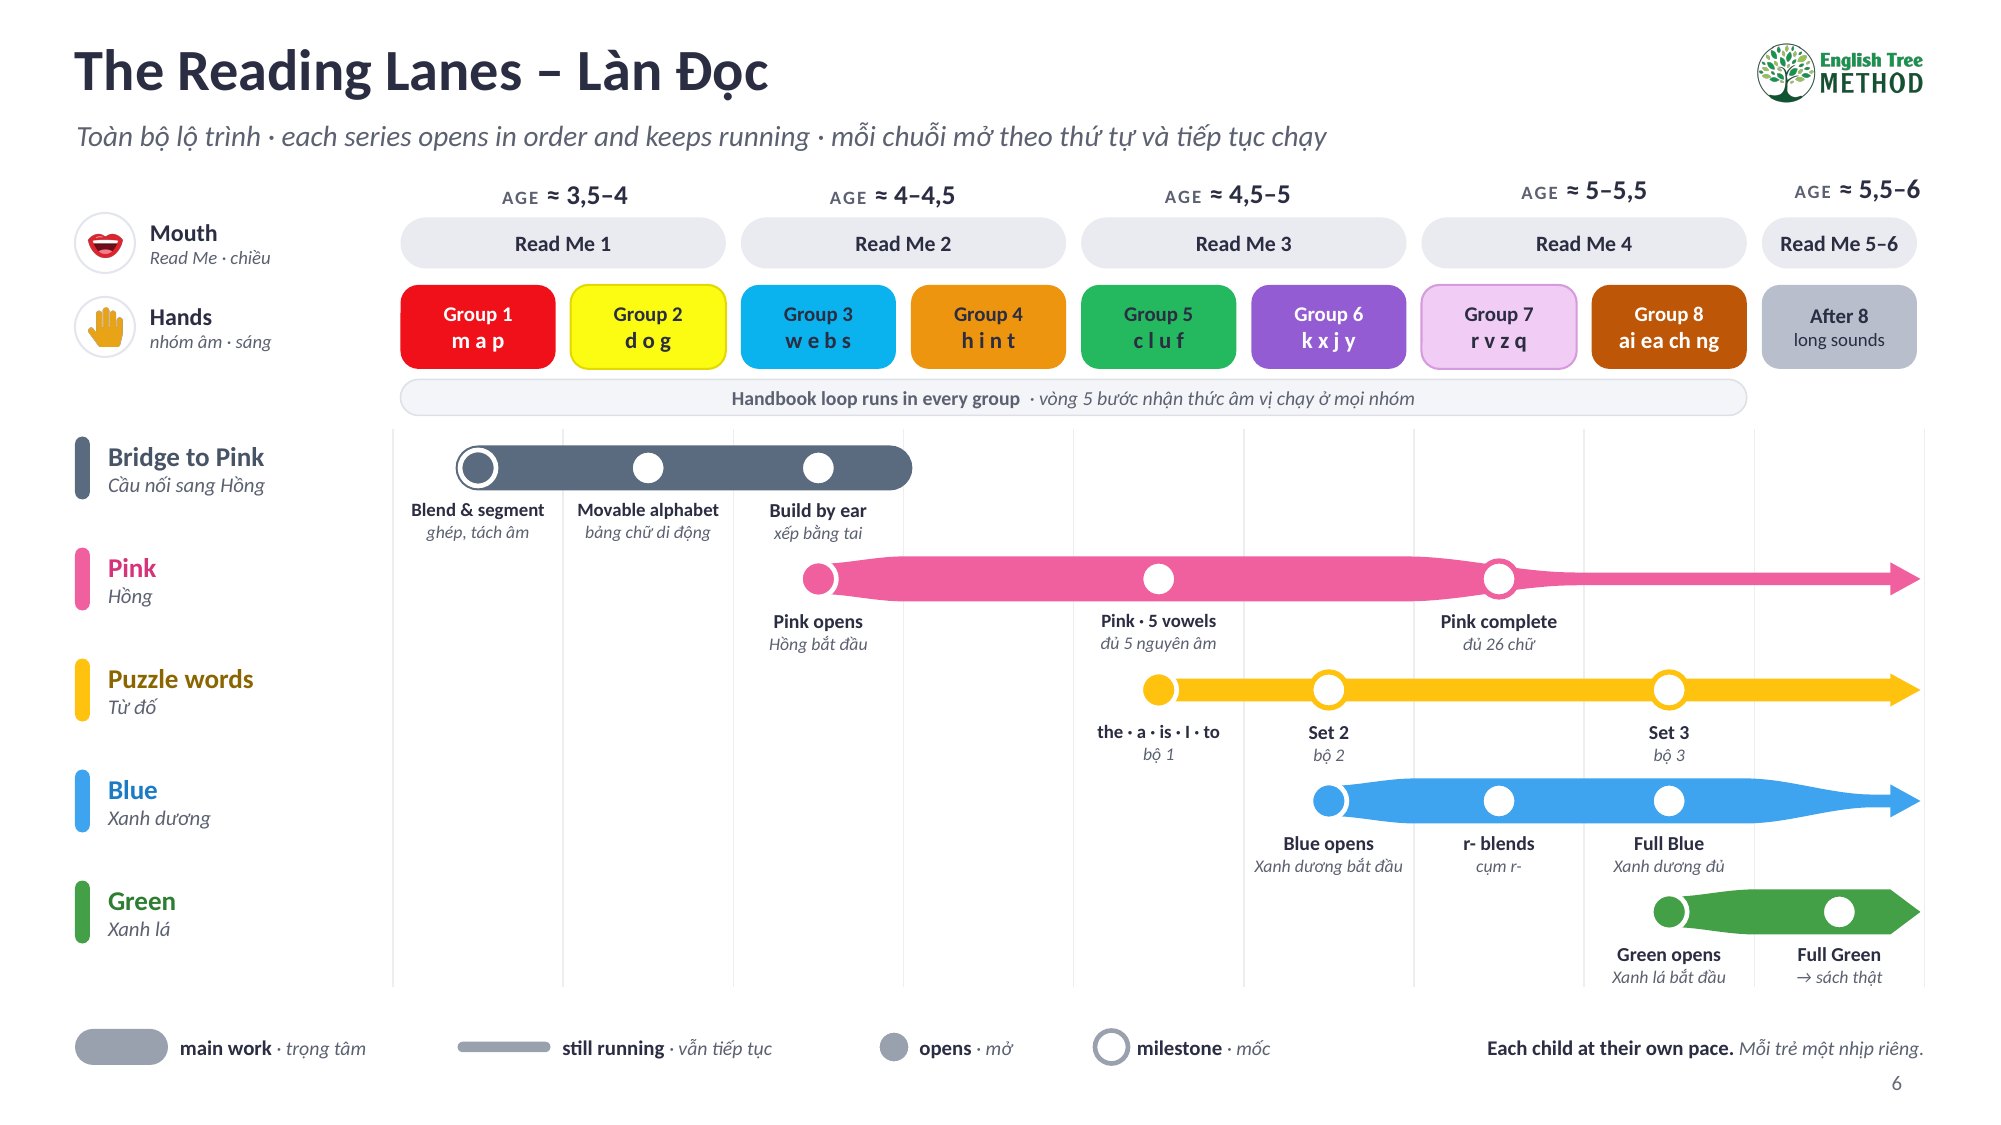 The Reading Lanes – Làn Đọc
English Tree
METHOD
Toàn bộ lộ trình · each series opens in order and keeps running · mỗi chuỗi mở theo thứ tự và tiếp tục chạy
AGE ≈ 3,5–4
AGE ≈ 4–4,5
AGE ≈ 4,5–5
AGE ≈ 5–5,5
AGE ≈ 5,5–6
Mouth
Read Me · chiều
Read Me 1
Read Me 2
Read Me 3
Read Me 4
Read Me 5–6
Hands
nhóm âm · sáng
Group 1
m a p
Group 2
d o g
Group 3
w e b s
Group 4
h i n t
Group 5
c l u f
Group 6
k x j y
Group 7
r v z q
Group 8
ai ea ch ng
After 8
long sounds
Handbook loop runs in every group · vòng 5 bước nhận thức âm vị chạy ở mọi nhóm
Bridge to Pink
Cầu nối sang Hồng
Blend & segment
ghép, tách âm
Movable alphabet
bảng chữ di động
Build by ear
xếp bằng tai
Pink
Hồng
Pink opens
Hồng bắt đầu
Pink · 5 vowels
đủ 5 nguyên âm
Pink complete
đủ 26 chữ
Puzzle words
Từ đố
the · a · is · I · to
bộ 1
Set 2
bộ 2
Set 3
bộ 3
Blue
Xanh dương
Blue opens
Xanh dương bắt đầu
r- blends
cụm r-
Full Blue
Xanh dương đủ
Green
Xanh lá
Green opens
Xanh lá bắt đầu
Full Green
→ sách thật
main work · trọng tâm
still running · vẫn tiếp tục
opens · mở
milestone · mốc
Each child at their own pace. Mỗi trẻ một nhịp riêng.
6